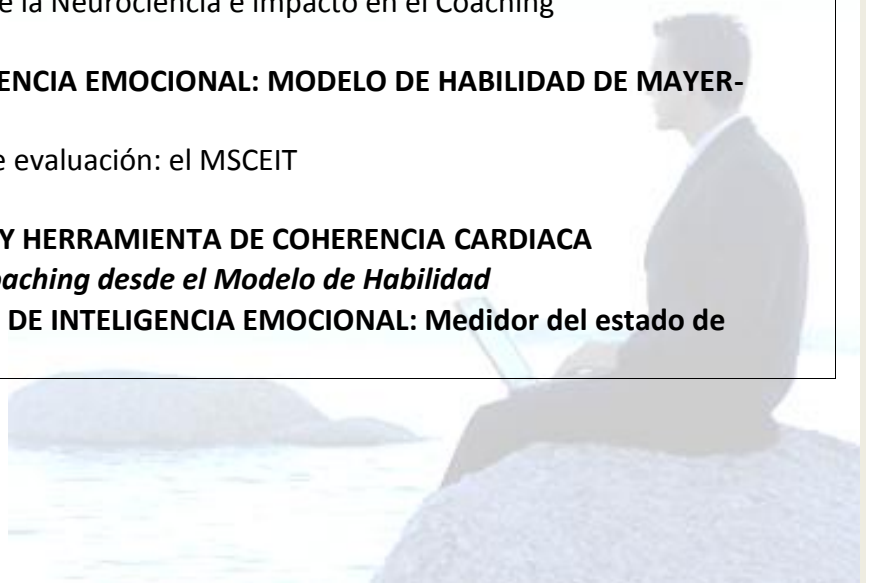 e la Neurociencia e Impacto en el Coaching
ENCIA EMOCIONAL: MODELO DE HABILIDAD DE MAYER-
e evaluación: el MSCEIT
Y HERRAMIENTA DE COHERENCIA CARDIACA
oaching desde el Modelo de Habilidad
DE INTELIGENCIA EMOCIONAL: Medidor del estado de